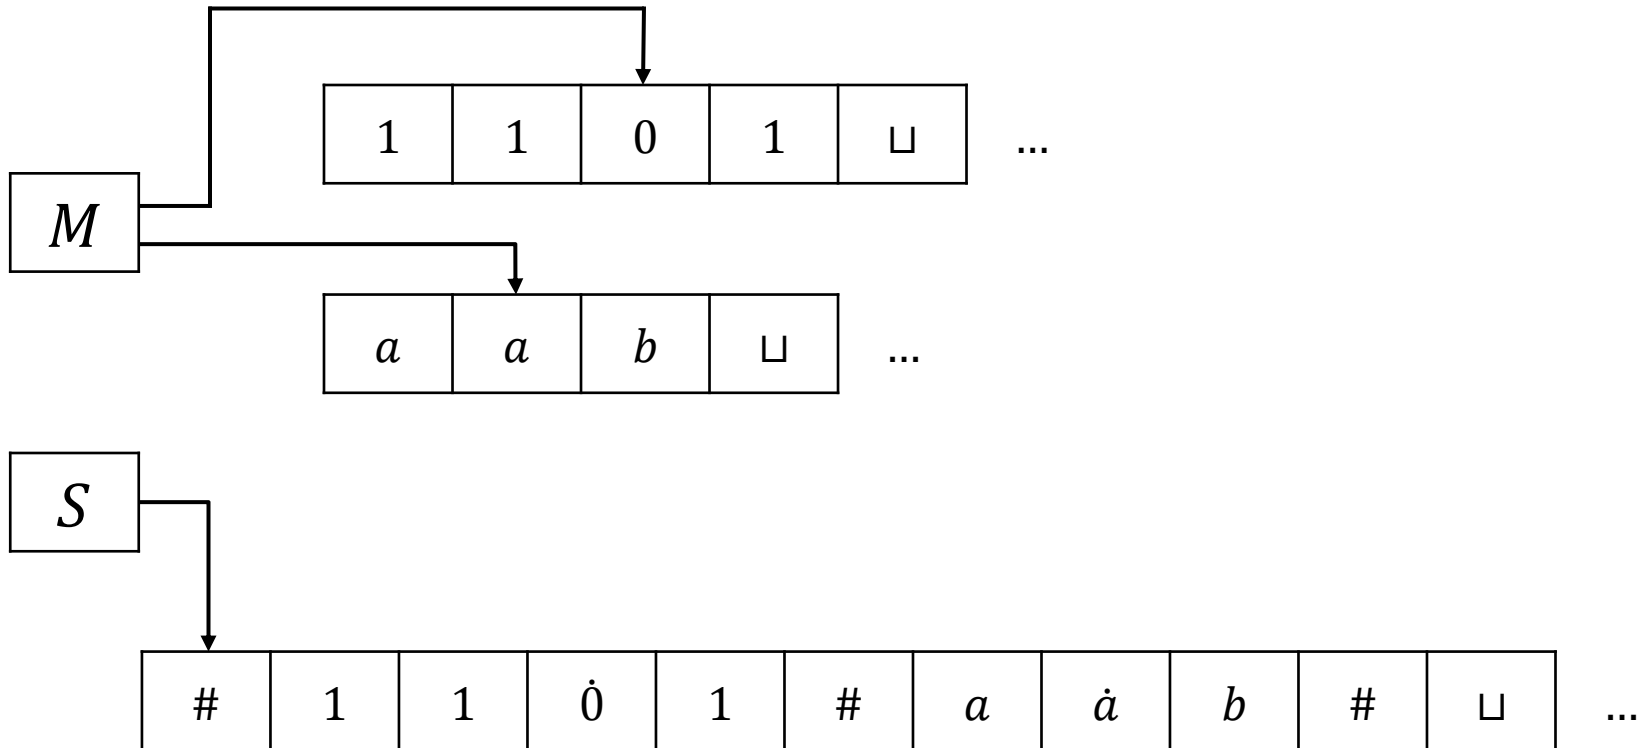 1 1 0 1 ⊔ ...
M
a a b ⊔ ...
S
# 1 1 0̇ 1 # a ȧ b # ⊔ ...